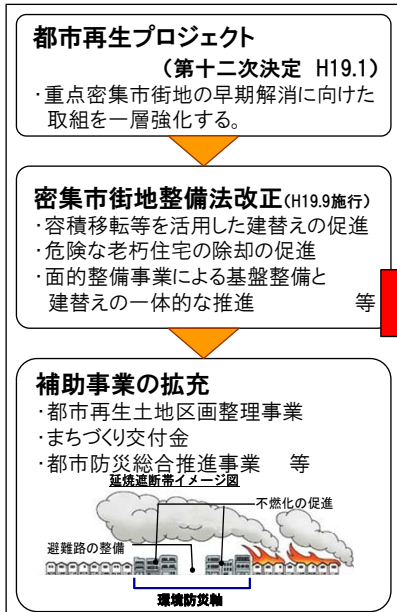 都市再生プロジェクト
（第十二次決定 H19.1）
・重点密集市街地の早期解消に向けた
取組を一層強化する。
密集市街地整備法改正（H19.9施行）
・容積移転等を活用した建替えの促進
・危険な老朽住宅の除却の促進
・面的整備事業による基盤整備と
建替えの一体的な推進 等
補助事業の拡充
・都市再生土地区画整理事業
・まちづくり交付金
・都市防災総合推進事業 等
延焼遮断帯イメージ図
不燃化の促進
避難路の整備
環境防災軸